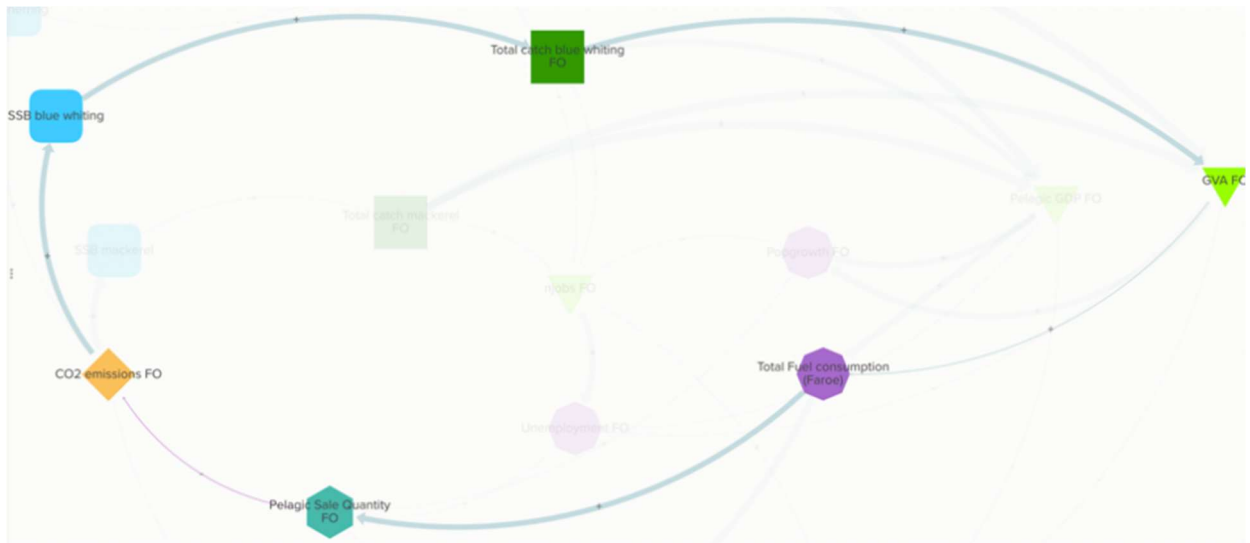 Total catch blue whiting
FO
SSB blue whiting
GVA FO
Pelagic GDP FO
Total catch mackerel
FO
SSB mackerel
Popgrowth FO
njobs FO
CO2 emissions FO
Total Fuel consumption
(Faroe)
Unemployment FO
Pelagic Sale Quantity
FO